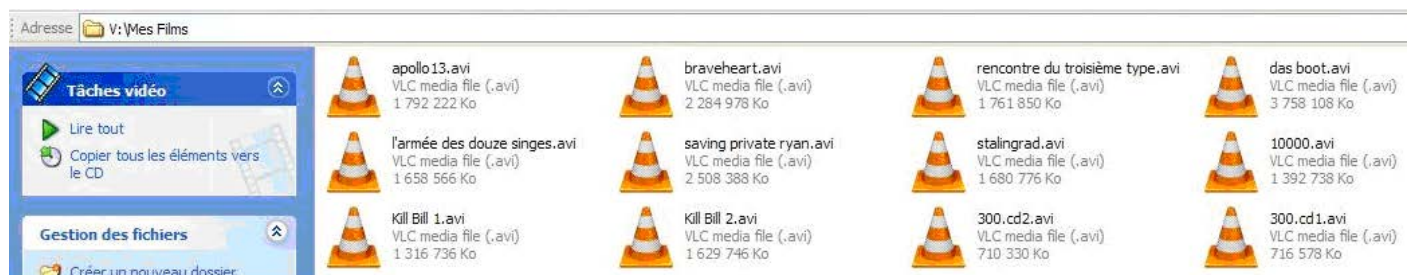 Adresse V:\Mes Films
Tâches vidéo
Lire tout
Copier tous les éléments vers
le CD
Gestion des fichiers
Créer un nouveau dossier
apollo13.avi
VLC media file (.avi)
1 792 222 Ko
braveheart.avi
VLC media file (.avi)
2 284 978 Ko
rencontre du troisième type.avi
VLC media file (.avi)
1 761 850 Ko
das boot.avi
VLC media file (.avi)
3 758 108 Ko
l'armée des douze singes.avi
VLC media file (.avi)
1 658 566 Ko
saving private ryan.avi
VLC media file (.avi)
2 508 388 Ko
stalingrad.avi
VLC media file (.avi)
1 680 776 Ko
10000.avi
VLC media file (.avi)
1 392 738 Ko
Kill Bill 1.avi
VLC media file (.avi)
1 316 736 Ko
Kill Bill 2.avi
VLC media file (.avi)
1 629 746 Ko
300.cd2.avi
VLC media file (.avi)
710 330 Ko
300.cd1.avi
VLC media file (.avi)
716 578 Ko